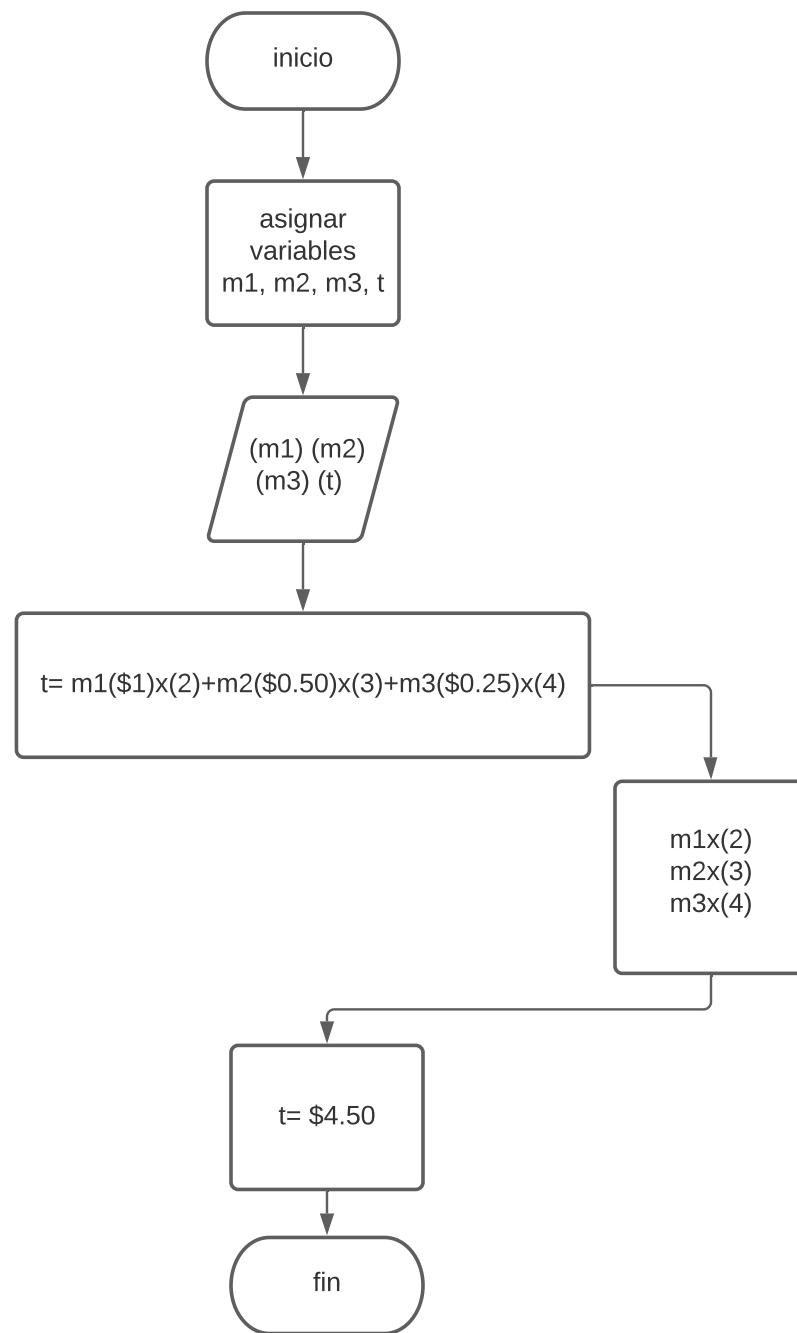 inicio
asignar
variables
m1, m2, m3, t
(m1) (m2)
(m3) (t)
t= m1($1)x(2)+m2($0.50)x(3)+m3($0.25)x(4)
m1x(2)
m2x(3)
m3x(4)
t= $4.50
fin